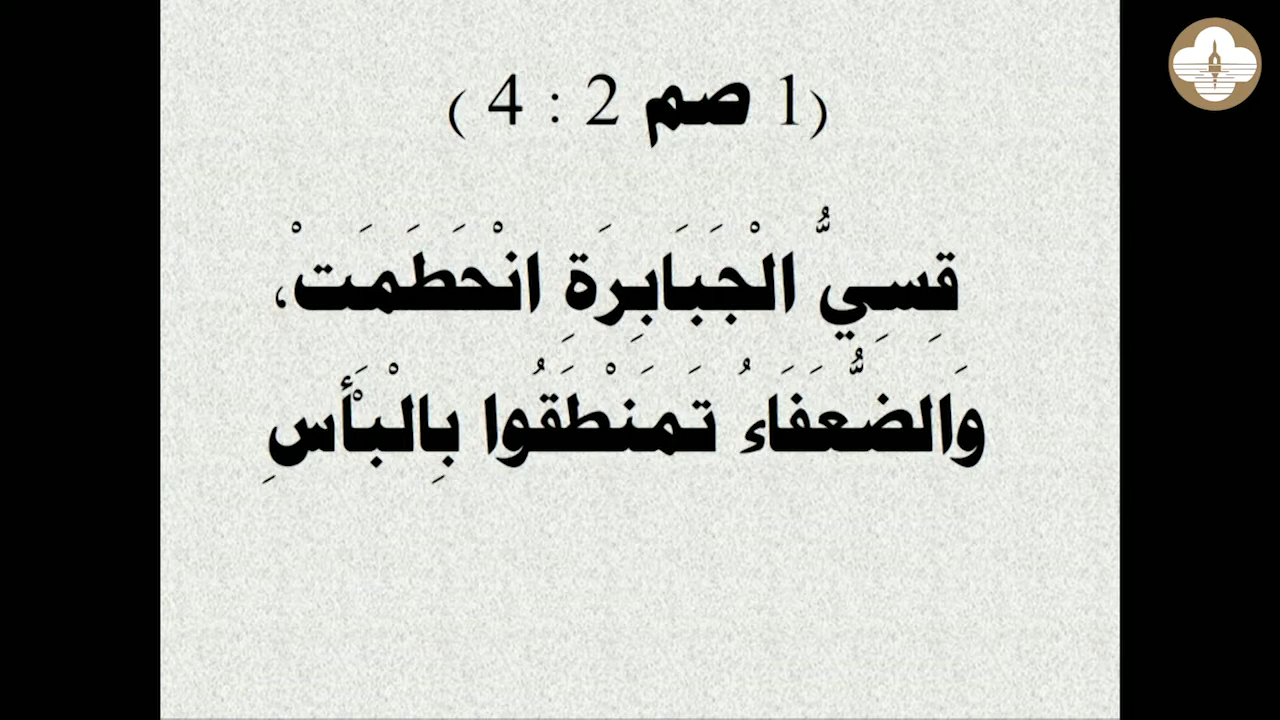 (1 صم 2 : 4 )
قِسِيُّ الْجَبَابِرَةِ انْحَطَمَتْ،
وَالضُّعَفَاءُ تَمَنْطَقُوا بِالْبَأْسِ